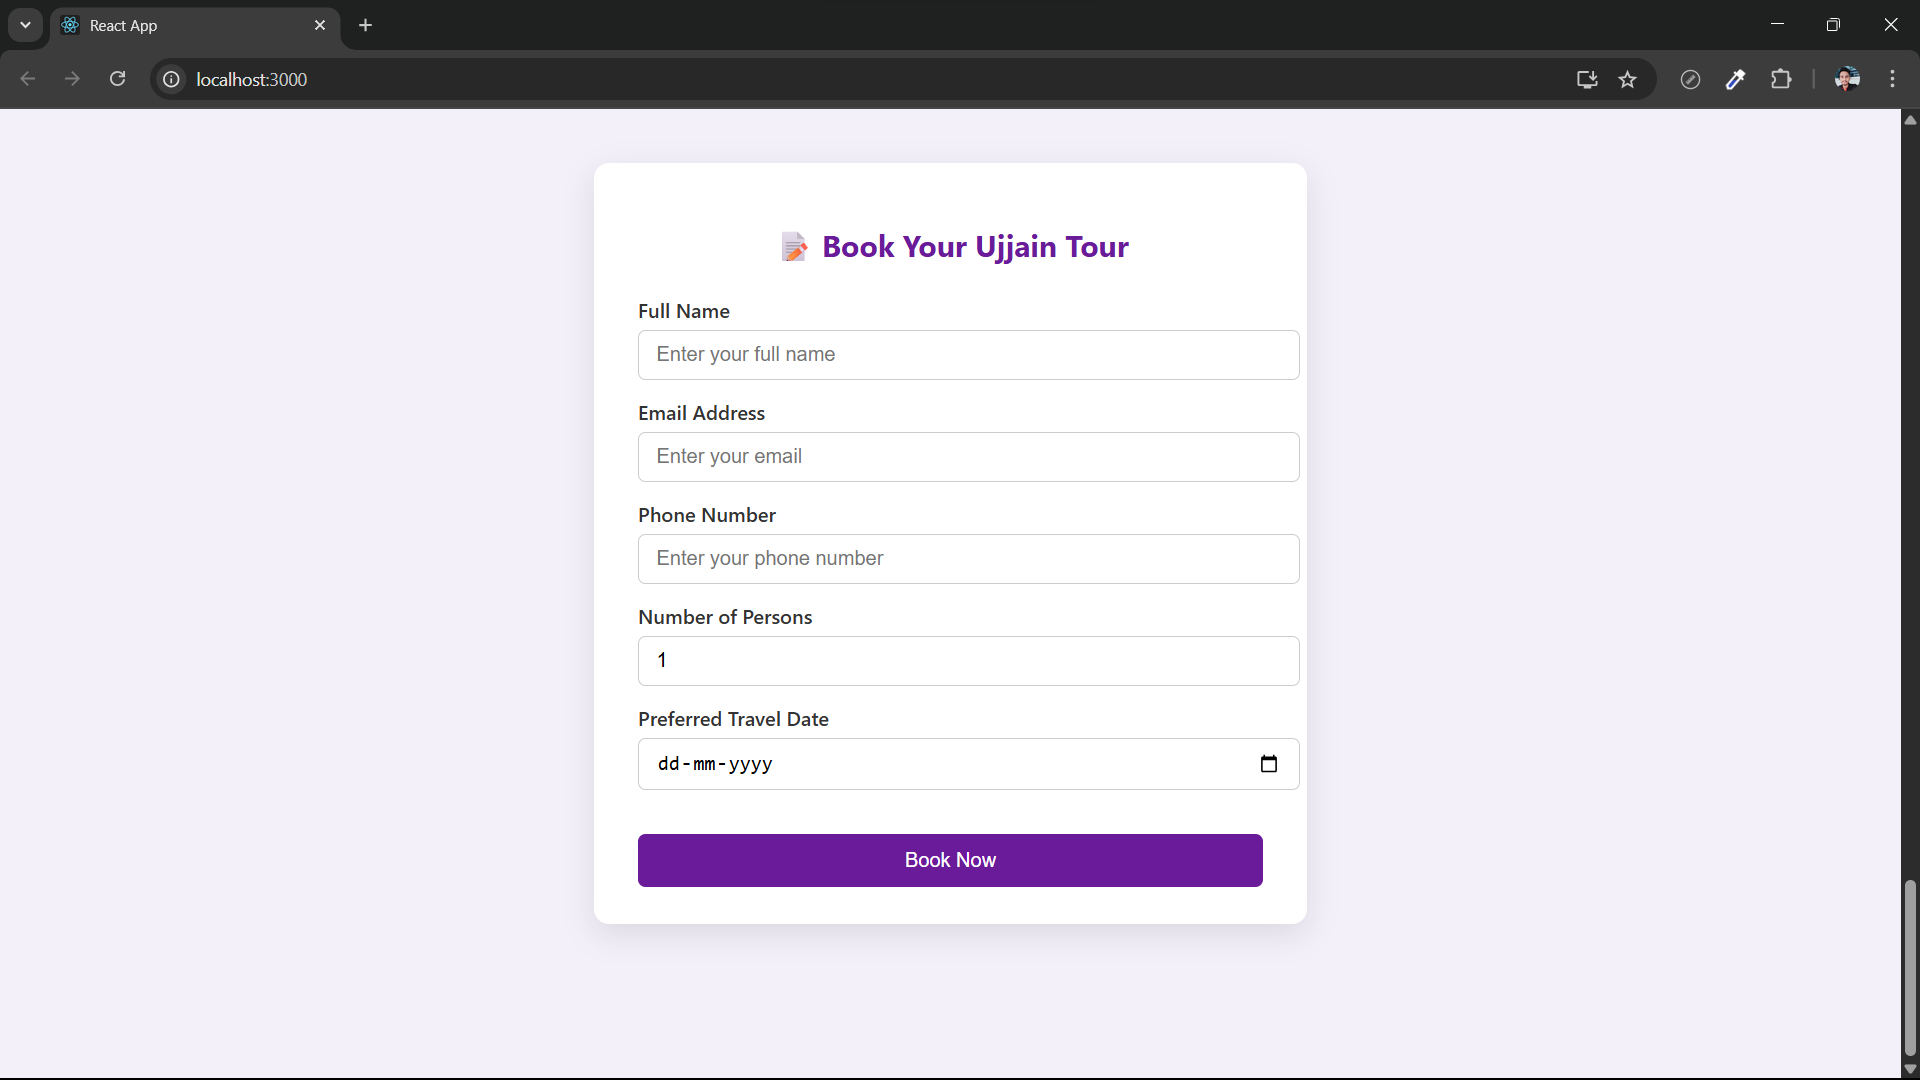 React App
localhost:3000
Book Your Ujjain Tour
Full Name
Enter your full name
Email Address
Enter your email
Phone Number
Enter your phone number
Number of Persons
1
Preferred Travel Date
dd-mm-yyyy
Book Now